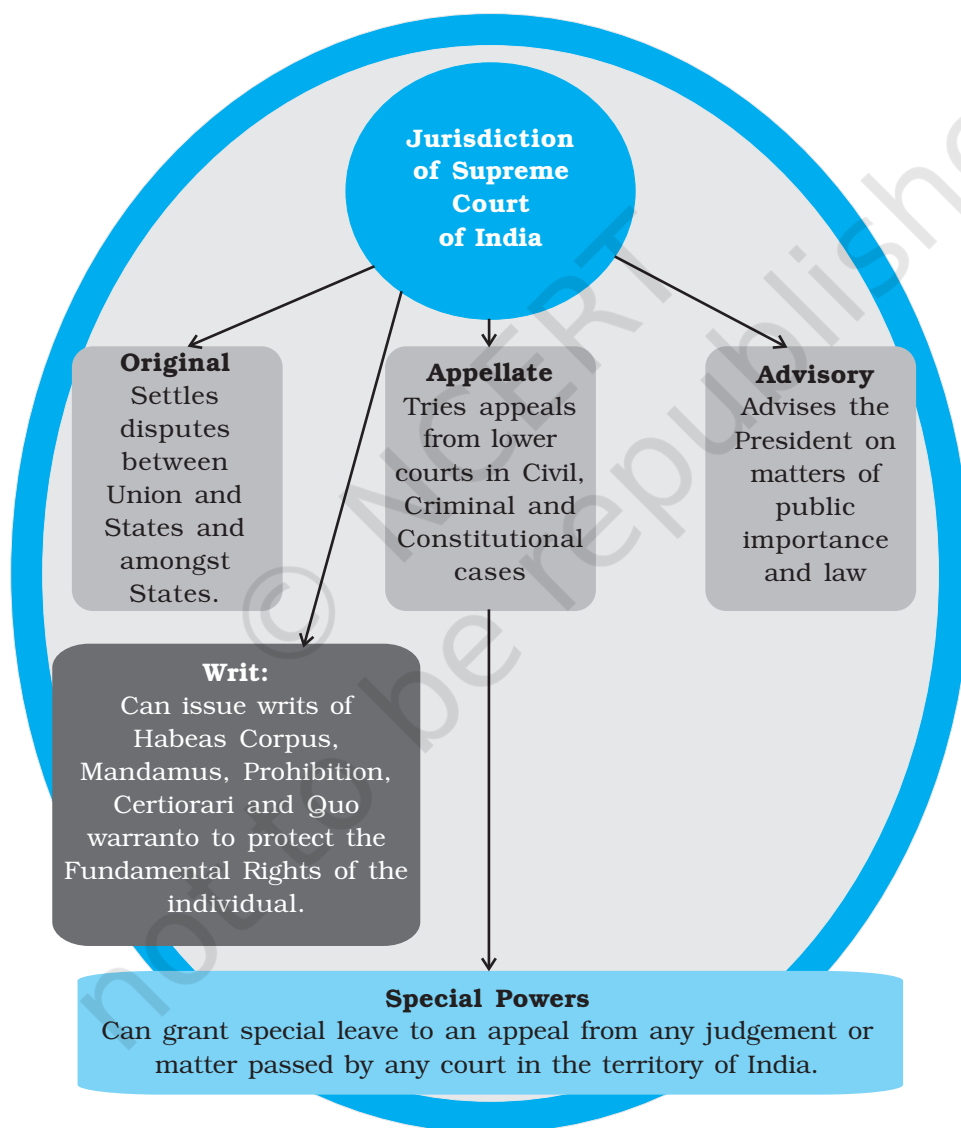 Jurisdiction
of Supreme
Court
of India
Original
Settles
disputes
between
Union and
States and
amongst
States.
Appellate
Tries appeals
from lower
courts in Civil,
Criminal and
Constitutional
cases
Advisory
Advises the
President on
matters of
public
importance
and law
Writ:
Can issue writs of
Habeas Corpus,
Mandamus, Prohibition,
Certiorari and Quo
warranto to protect the
Fundamental Rights of the
individual.
Special Powers
Can grant special leave to an appeal from any judgement or
matter passed by any court in the territory of India.
© NCERT
not to be republishe